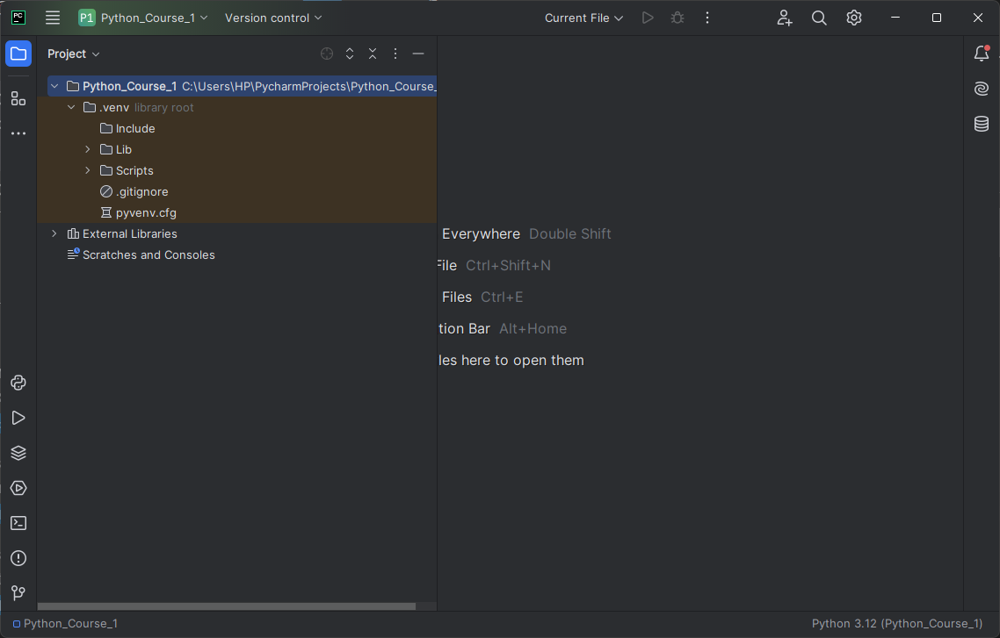 PC P1 Python_Course_1 Version control Current File
Project
Python_Course_1 C:\Users\HP\PycharmProjects\Python_Course_
.venv library root
Include
Lib
Scripts
.gitignore
pyvenv.cfg
External Libraries
Scratches and Consoles
Everywhere Double Shift
File Ctrl+Shift+N
Files Ctrl+E
tion Bar Alt+Home
les here to open them
Python_Course_1 Python 3.12 (Python_Course_1)